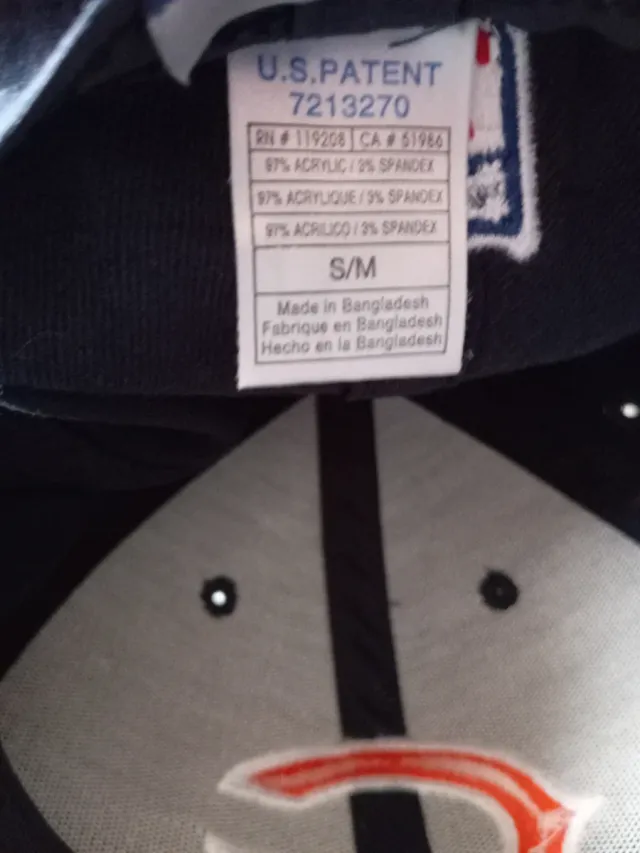 U.S.PATENT
7213270
RN # 119208 CA # 51986
97% ACRYLIC / 3% SPANDEX
97% ACRYLIQUE / 3% SPANDEX
97% ACRILICO / 3% SPANDEX
S/M
Made in Bangladesh
Fabrique en Bangladesh
Hecho en la Bangladesh